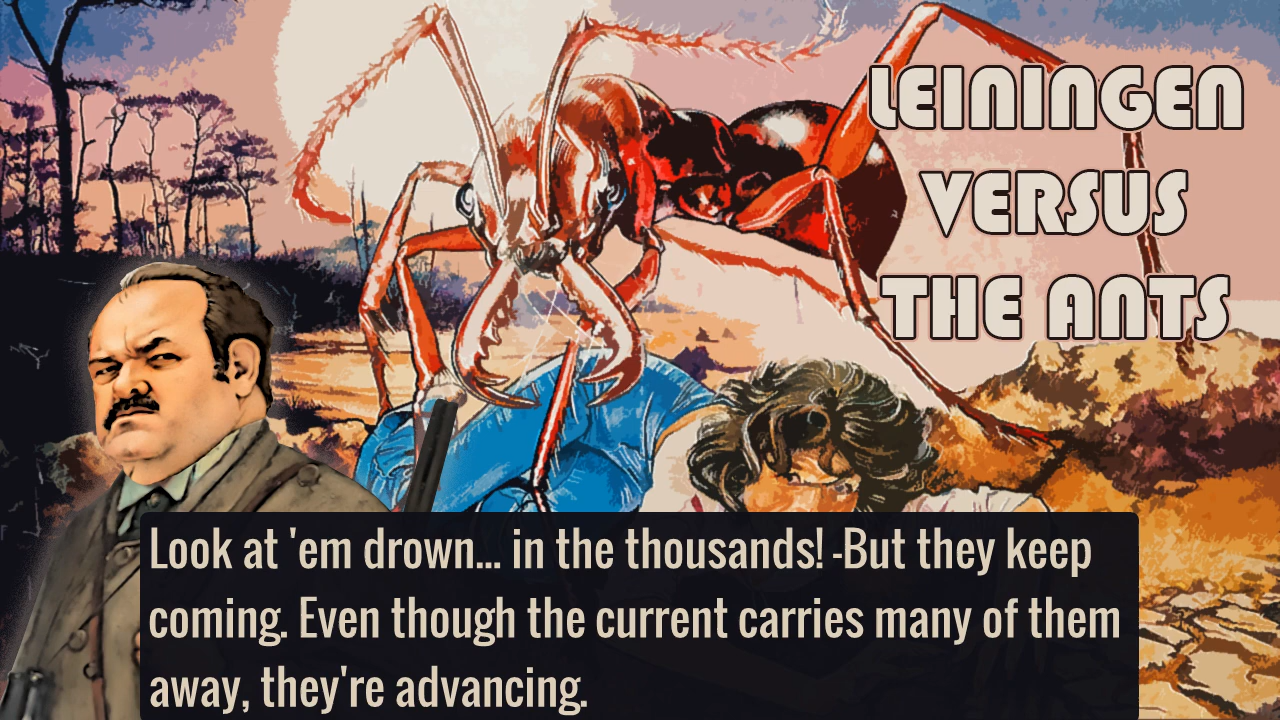 LEININGEN
VERSUS
THE ANTS
Look at 'em drown... in the thousands! -But they keep
coming. Even though the current carries many of them
away, they're advancing.